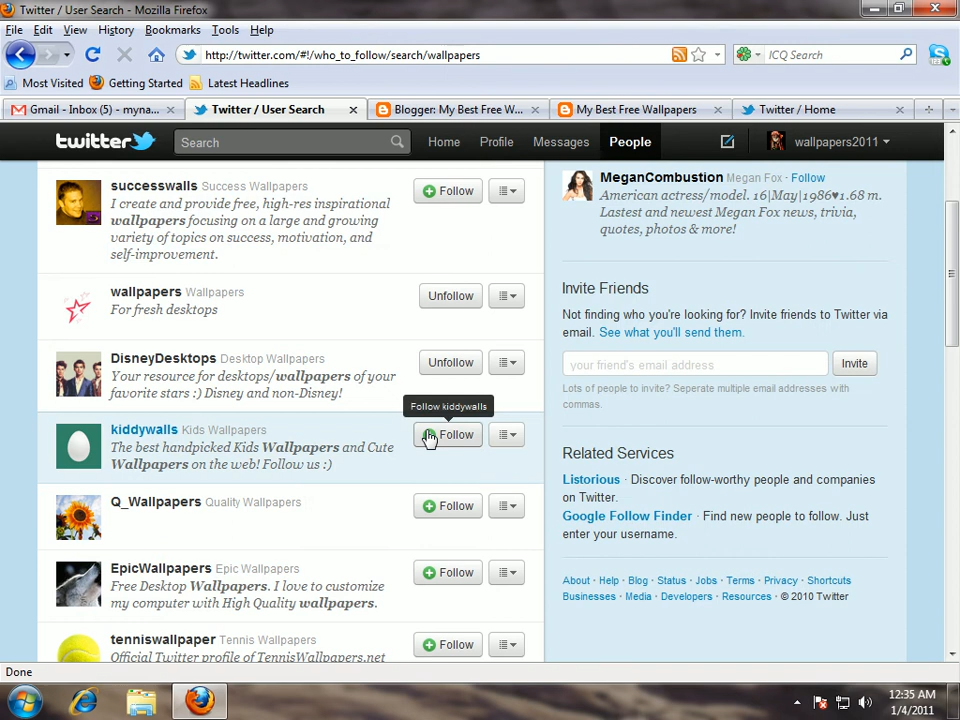 Twitter / User Search - Mozilla Firefox
File Edit View History Bookmarks Tools Help
http://twitter.com/#!/who_to_follow/search/wallpapers
ICQ Search
Most Visited Getting Started Latest Headlines
Gmail - Inbox (5) - myna...
Twitter / User Search
Blogger: My Best Free W...
My Best Free Wallpapers
Twitter / Home
twitter Search Home Profile Messages People wallpapers2011
successwalls Success Wallpapers
I create and provide free, high-res inspirational
wallpapers focusing on a large and growing
variety of topics on success, motivation, and
self-improvement.
Follow
wallpapers Wallpapers
For fresh desktops
Unfollow
DisneyDesktops Desktop Wallpapers
Your resource for desktops/wallpapers of your
favorite stars :) Disney and non-Disney!
Unfollow
Follow kiddywalls
kiddywalls Kids Wallpapers
The best handpicked Kids Wallpapers and Cute
Wallpapers on the web! Follow us :)
Follow
Q_Wallpapers Quality Wallpapers
Follow
EpicWallpapers Epic Wallpapers
Free Desktop Wallpapers. I love to customize
my computer with High Quality wallpapers.
Follow
tenniswallpaper Tennis Wallpapers
Official Twitter profile of TennisWallpapers.net
Follow
MeganCombustion Megan Fox · Follow
American actress/model. 16|May|1986♥1.68 m.
Lastest and newest Megan Fox news, trivia,
quotes, photos & more!
Invite Friends
Not finding who you're looking for? Invite friends to Twitter via
email. See what you'll send them.
your friend's email address
Invite
Lots of people to invite? Seperate multiple email addresses with
commas.
Related Services
Listorious · Discover follow-worthy people and companies
on Twitter.
Google Follow Finder · Find new people to follow. Just
enter your username.
About · Help · Blog · Status · Jobs · Terms · Privacy · Shortcuts
Businesses · Media · Developers · Resources · © 2010 Twitter
Done
12:35 AM
1/4/2011